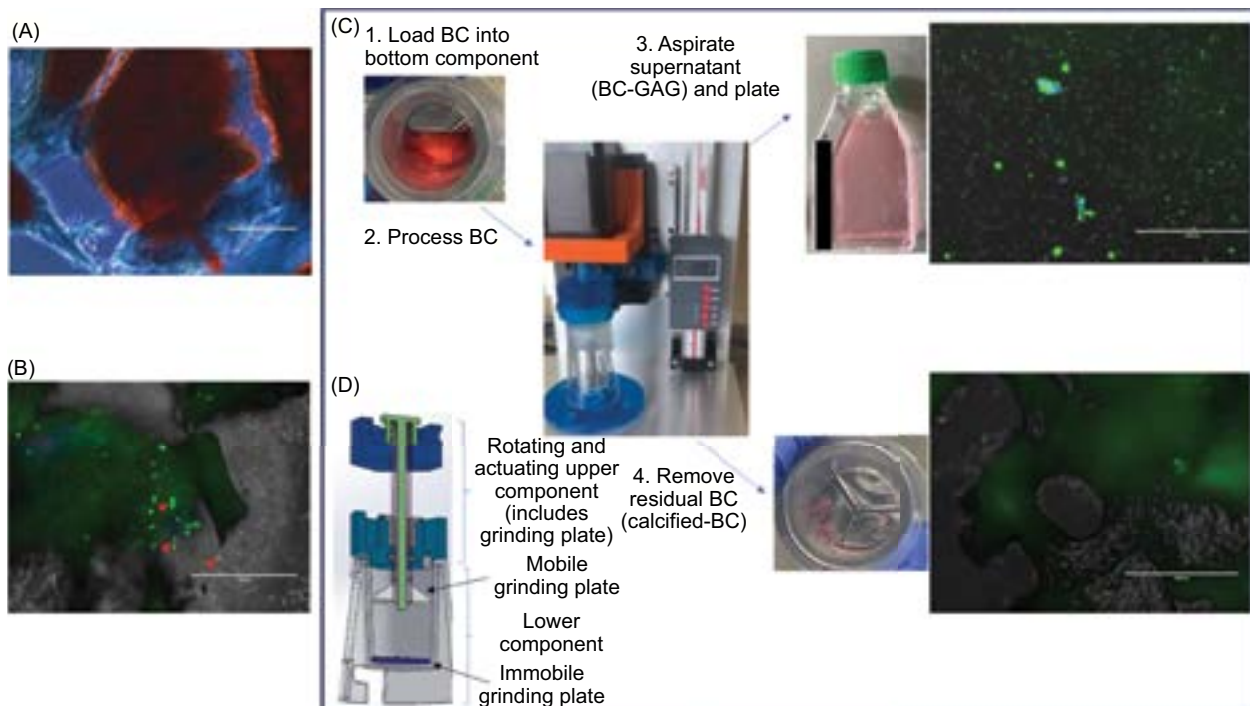 (A)
(B)
(C)
1. Load BC into
bottom component
2. Process BC
3. Aspirate
supernatant
(BC-GAG) and plate
(D)
Rotating and
actuating upper
component
(includes
grinding plate)
Mobile
grinding plate
Lower
component
Immobile
grinding plate
4. Remove
residual BC
(calcified-BC)